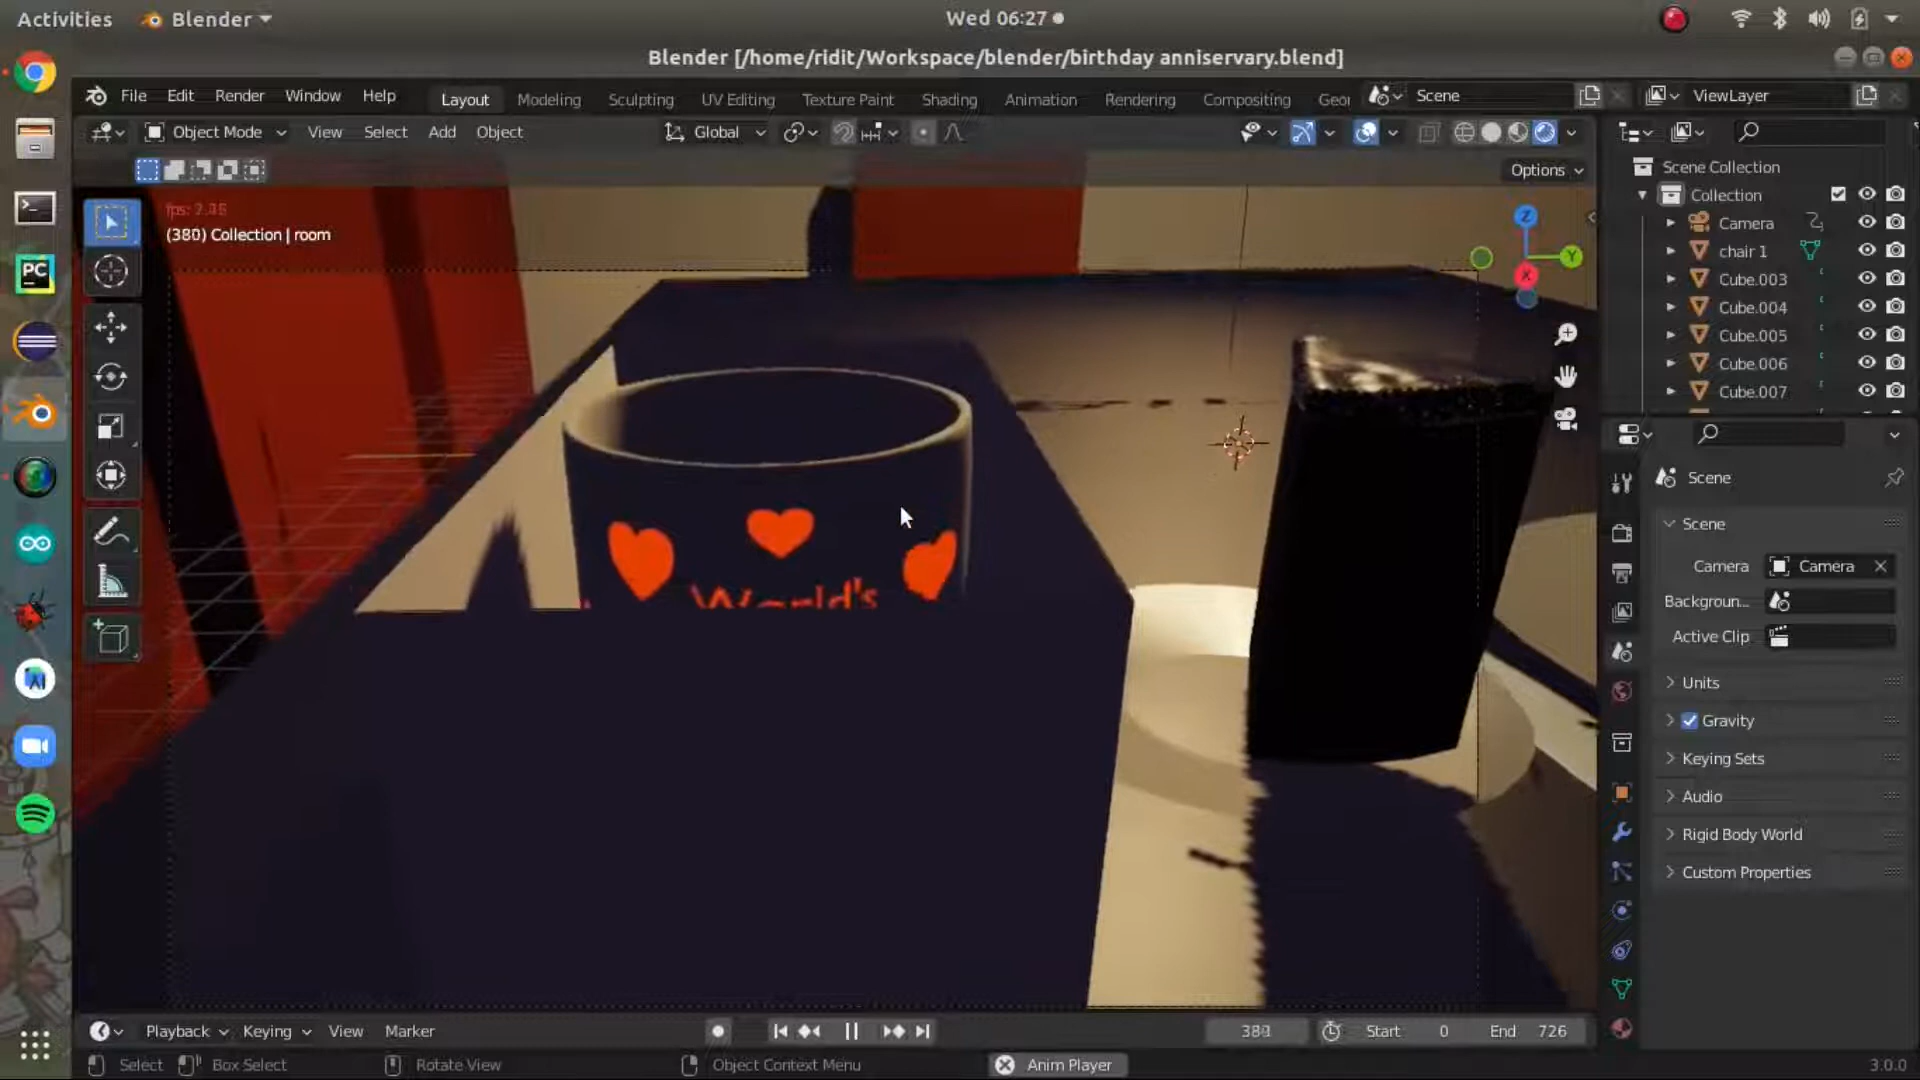 Activities Blender Wed 06:27
Blender [/home/ridit/Workspace/blender/birthday anniservary.blend]
File Edit Render Window Help Layout Modeling Sculpting UV Editing Texture Paint Shading Animation Rendering Compositing Geor Scene ViewLayer
Object Mode View Select Add Object Global
Options
Scene Collection
Collection
Camera
chair 1
Cube.003
Cube.004
Cube.005
Cube.006
Cube.007
(380) Collection | room
PC
World's
X
Y
Z
Scene
Scene
Camera Camera
Backgroun...
Active Clip
Units
Gravity
Keying Sets
Audio
Rigid Body World
Custom Properties
Playback Keying View Marker 380 Start 0 End 726
Select Box Select Rotate View Object Context Menu Anim Player 3.0.0